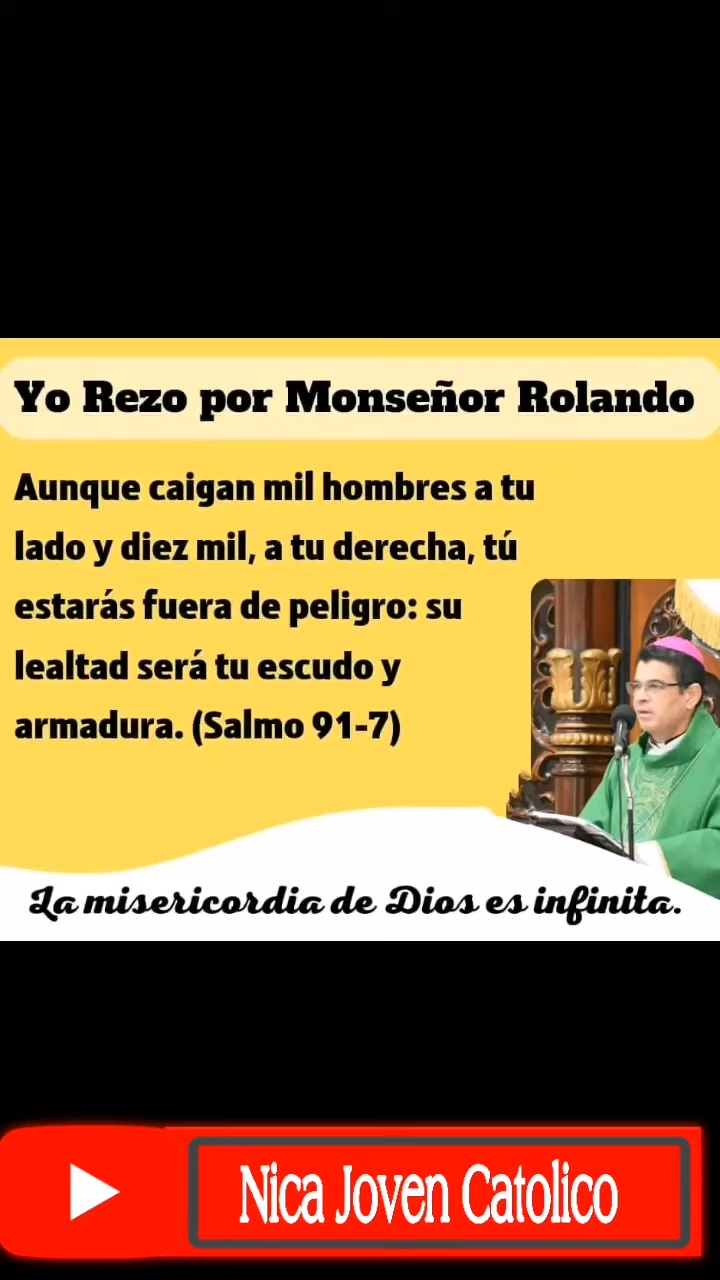 Yo Rezo por Monseñor Rolando
Aunque caigan mil hombres a tu
lado y diez mil, a tu derecha, tú
estarás fuera de peligro: su
lealtad será tu escudo y
armadura. (Salmo 91-7)
La misericordia de Dios es infinita.
Nica Joven Catolico